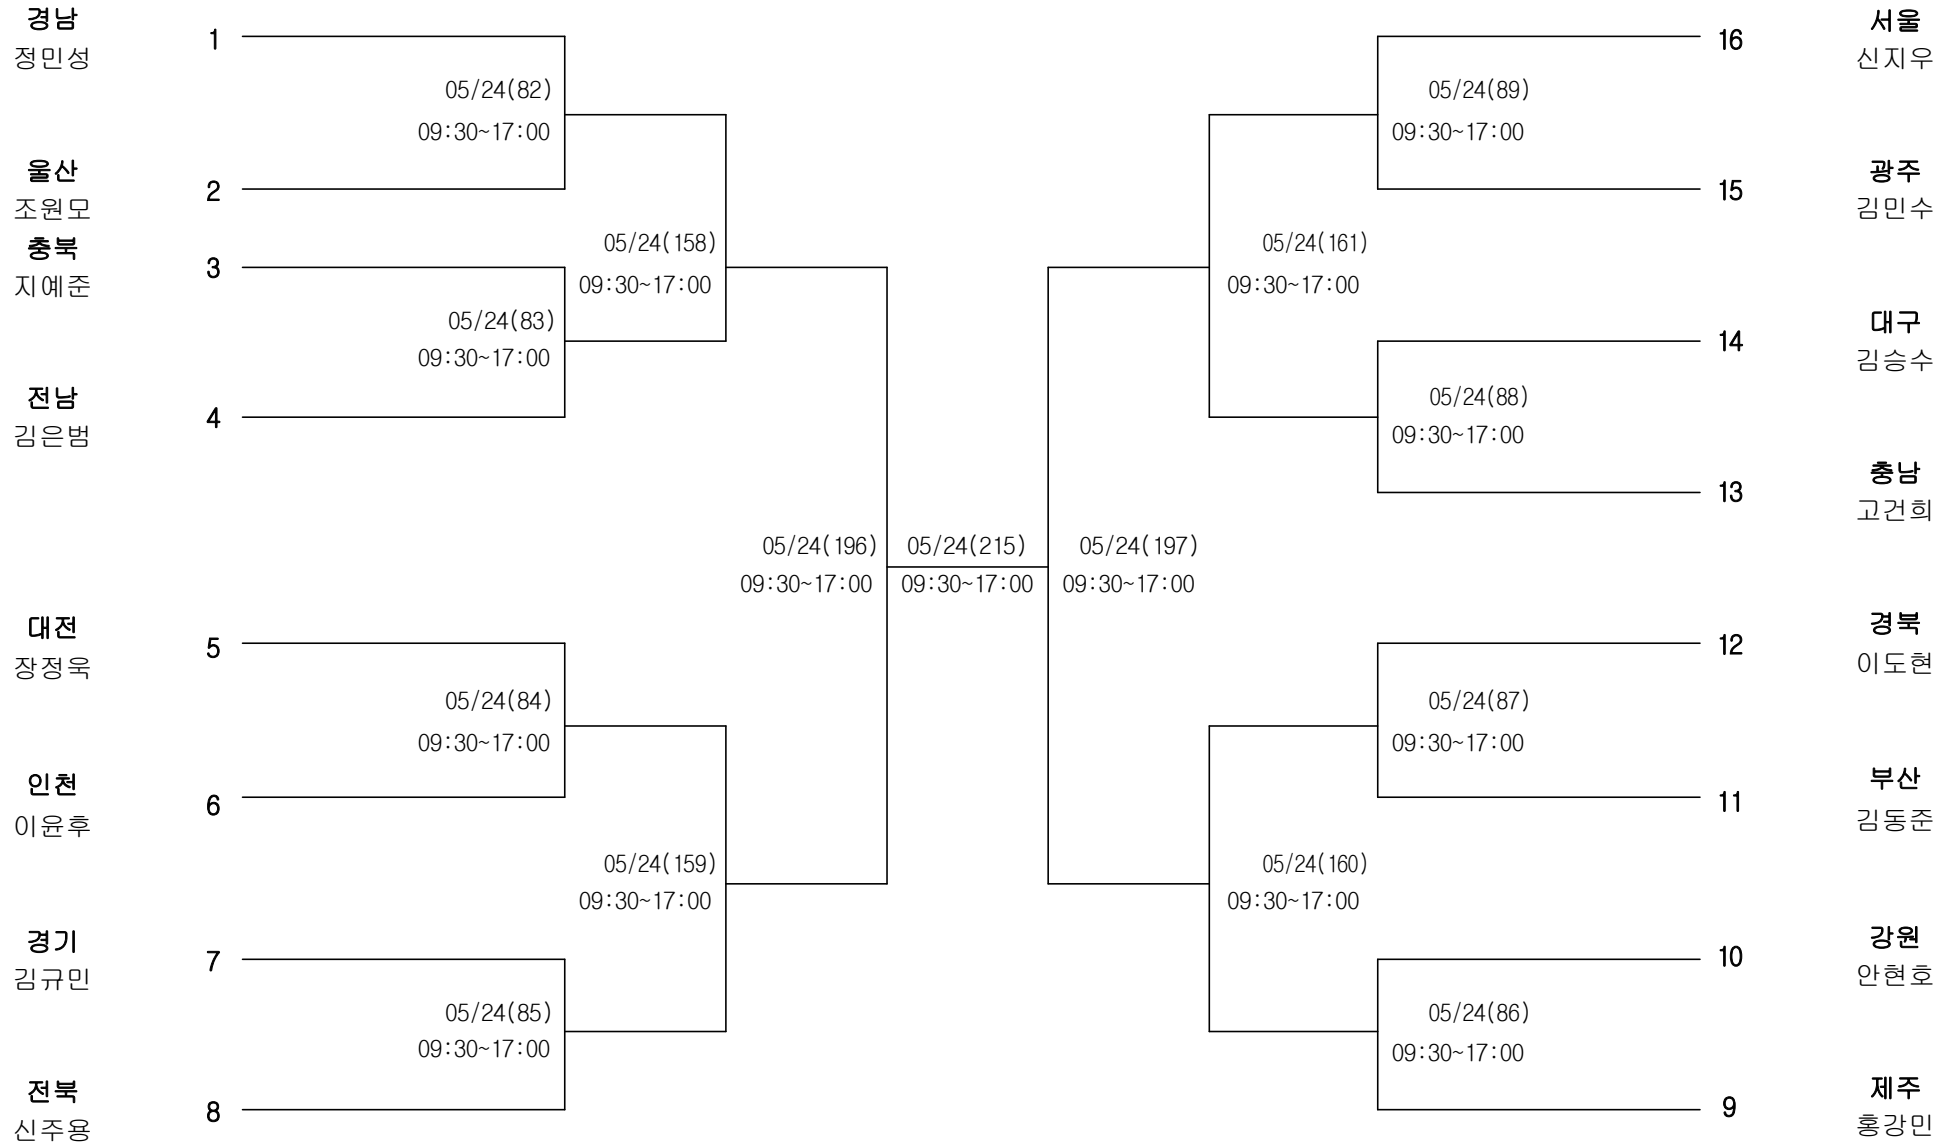 경남
정민성
1
05/24(82)
09:30~17:00
울산
조원모
2
충북
지예준
3
05/24(158)
09:30~17:00
05/24(83)
09:30~17:00
전남
김은범
4
05/24(196)
09:30~17:00
대전
장정욱
5
05/24(84)
09:30~17:00
인천
이윤후
6
05/24(159)
09:30~17:00
경기
김규민
7
05/24(85)
09:30~17:00
전북
신주용
8
05/24(215)
09:30~17:00
서울
신지우
16
05/24(89)
09:30~17:00
광주
김민수
15
05/24(161)
09:30~17:00
대구
김승수
14
05/24(88)
09:30~17:00
충남
고건희
13
05/24(197)
09:30~17:00
경북
이도현
12
05/24(87)
09:30~17:00
부산
김동준
11
05/24(160)
09:30~17:00
강원
안현호
10
05/24(86)
09:30~17:00
제주
홍강민
9